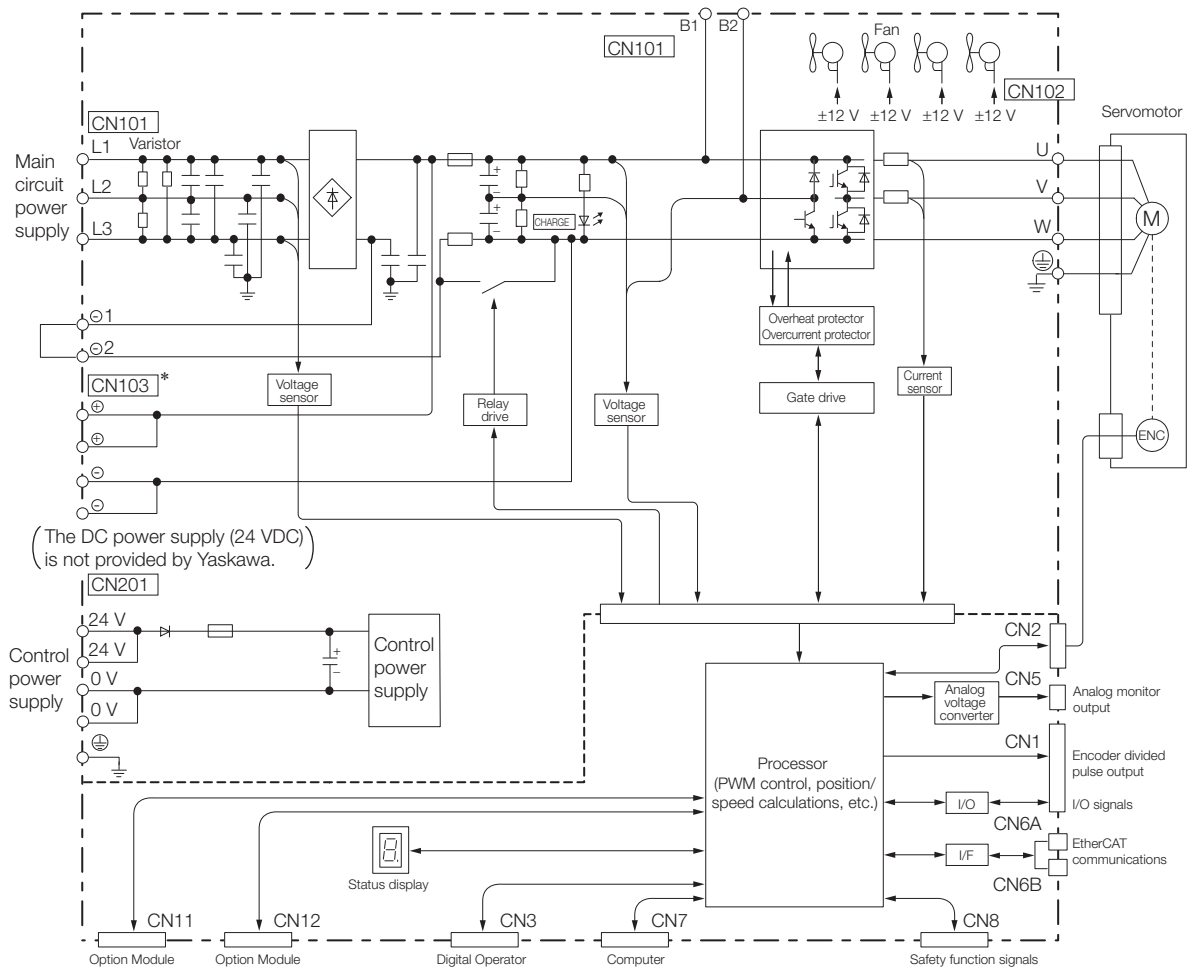 B1
B2
CN101
Fan
CN102
±12 V
±12 V
±12 V
±12 V
Servomotor
CN101
Varistor
Main
circuit
power
supply
L1
L2
L3
+
–
+
–
CHARGE
U
V
W
M
⊖1
⊖2
Overheat protector
Overcurrent protector
CN103*
Voltage
sensor
Relay
drive
Voltage
sensor
Gate drive
Current
sensor
⊕
⊕
⊖
⊖
ENC
(The DC power supply (24 VDC)
is not provided by Yaskawa.)
CN201
Control
power
supply
24 V
24 V
0 V
0 V
+
–
Control
power
supply
CN2
CN5
Analog
voltage
converter
Analog monitor
output
CN1
Processor
(PWM control, position/
speed calculations, etc.)
Encoder divided
pulse output
I/O
I/O signals
CN6A
I/F
EtherCAT
communications
CN6B
8.
Status display
CN11
CN12
CN3
CN7
CN8
Option Module
Option Module
Digital Operator
Computer
Safety function signals